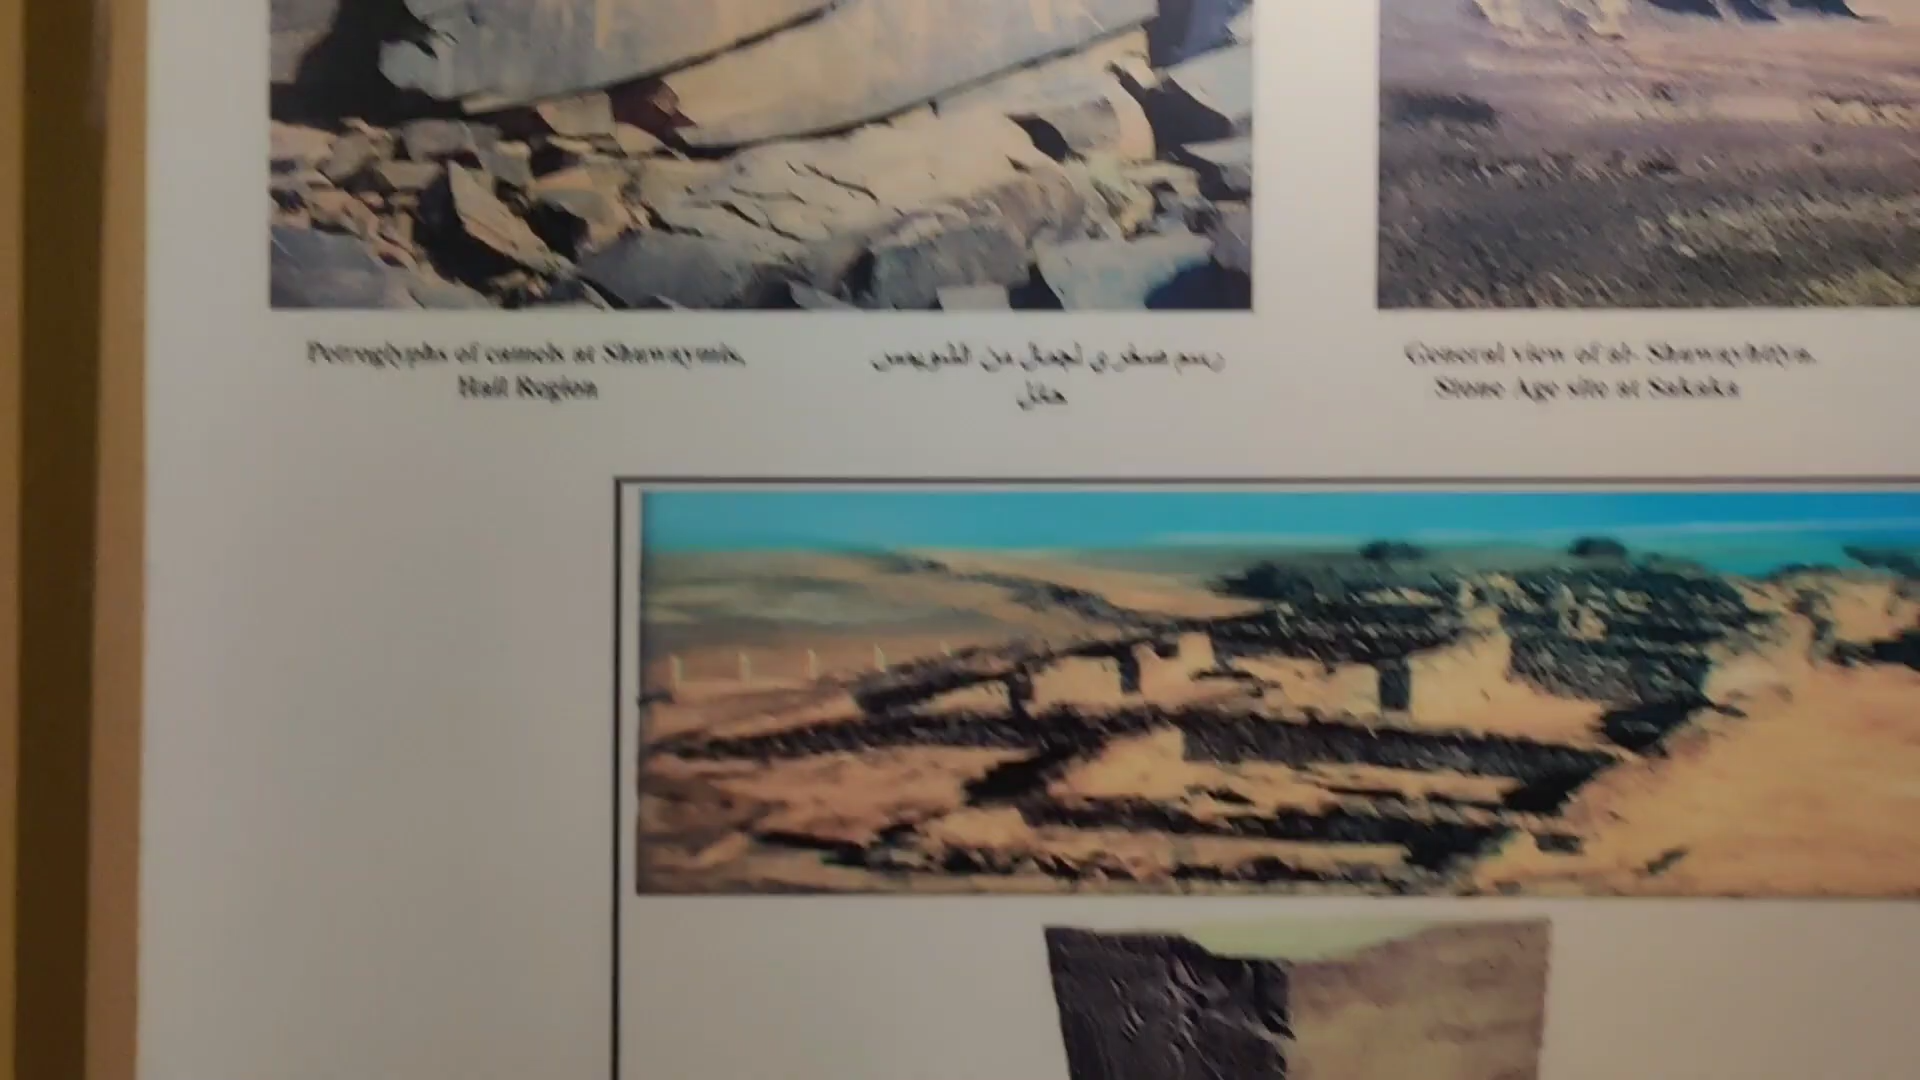 Petroglyphs of camels at Shuwaymis,
Hail Region
رسم صخري لجمال من الشويمس
حائل
General view of al- Shuwayhitya,
Stone Age site at Sakaka